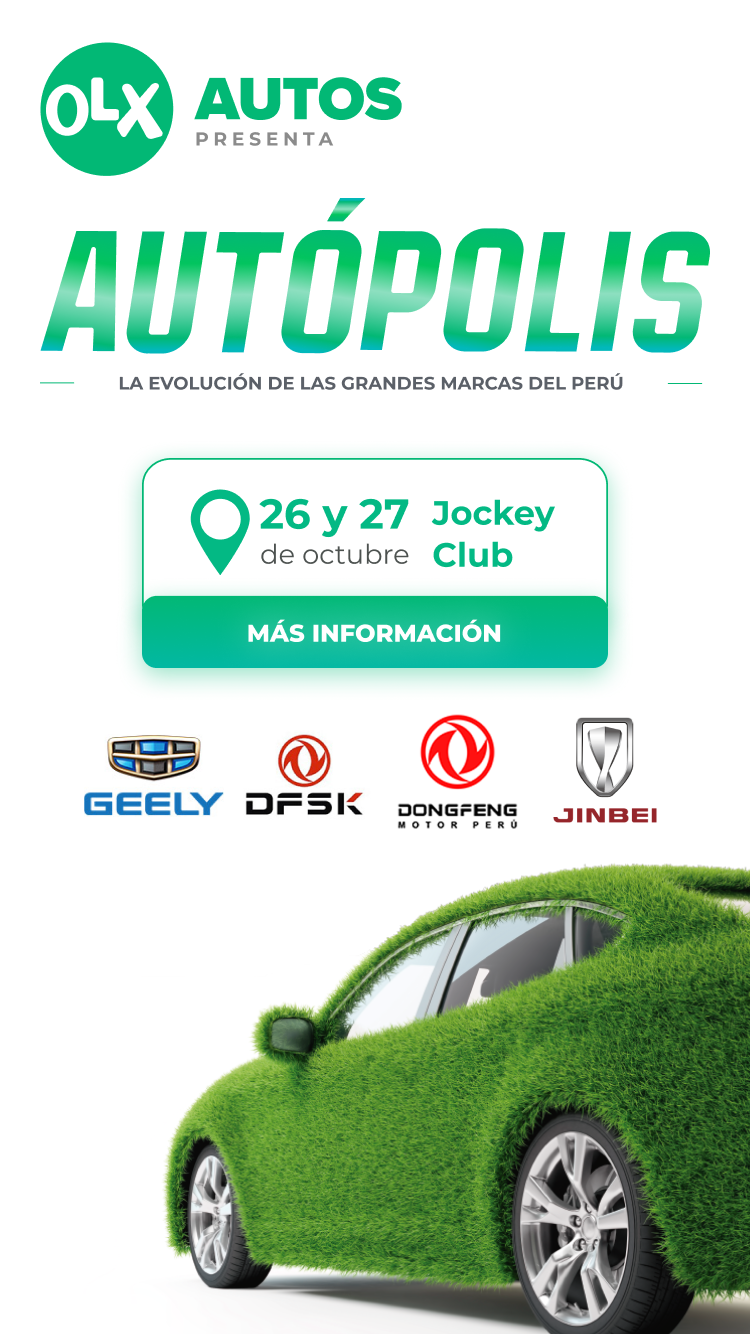 OLX AUTOS
PRESENTA
AUTÓPOLIS
LA EVOLUCIÓN DE LAS GRANDES MARCAS DEL PERÚ
26 y 27 Jockey
de octubre Club
MÁS INFORMACIÓN
GEELY
DFSK
DONGFENG
MOTOR PERÚ
JINBEI